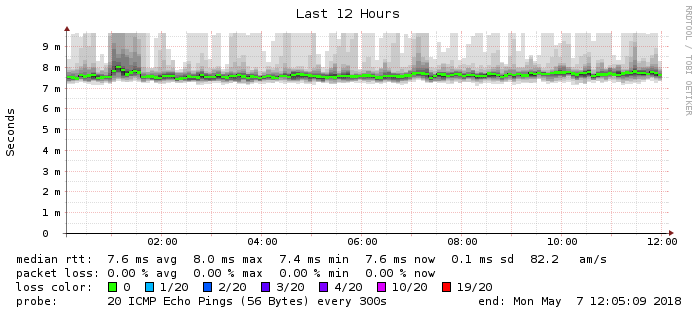 Last 12 Hours
RRDTOOL / TOBI OETIKER
Seconds
9 m
8 m
7 m
6 m
5 m
4 m
3 m
2 m
1 m
0
02:00 04:00 06:00 08:00 10:00 12:00
median rtt: 7.6 ms avg 8.0 ms max 7.4 ms min 7.6 ms now 0.1 ms sd 82.2 am/s
packet loss: 0.00 % avg 0.00 % max 0.00 % min 0.00 % now
loss color: 0 1/20 2/20 3/20 4/20 10/20 19/20
probe: 20 ICMP Echo Pings (56 Bytes) every 300s end: Mon May 7 12:05:09 2018